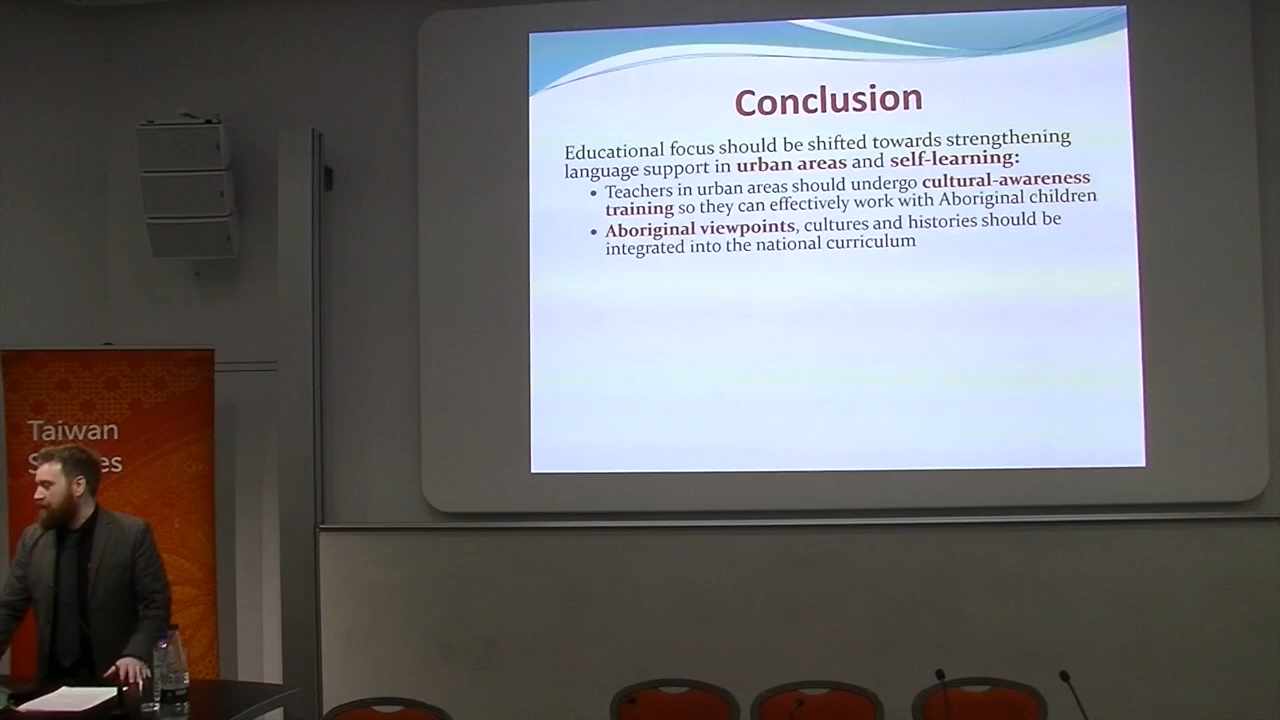 Conclusion
Educational focus should be shifted towards strengthening
language support in urban areas and self-learning:
• Teachers in urban areas should undergo cultural-awareness
training so they can effectively work with Aboriginal children
• Aboriginal viewpoints, cultures and histories should be
integrated into the national curriculum
Taiwan